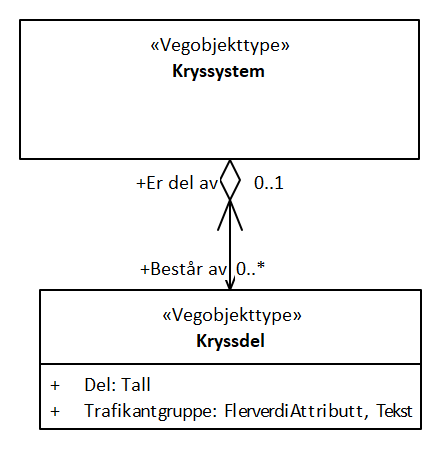 «Vegobjekttype»
Kryssystem
+Er del av 0..1
+Består av 0..*
«Vegobjekttype»
Kryssdel
+ Del: Tall
+ Trafikantgruppe: FlerverdiAttributt, Tekst